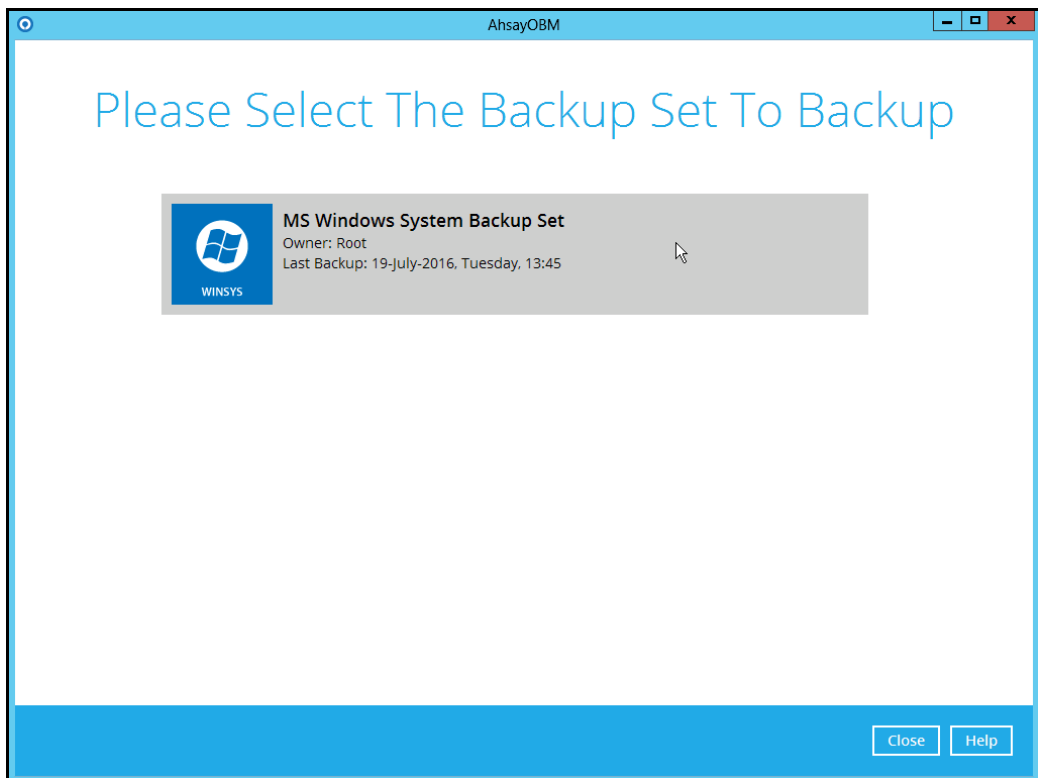 AhsayOBM
Please Select The Backup Set To Backup
MS Windows System Backup Set
Owner: Root
Last Backup: 19-July-2016, Tuesday, 13:45
WINSYS
Close
Help